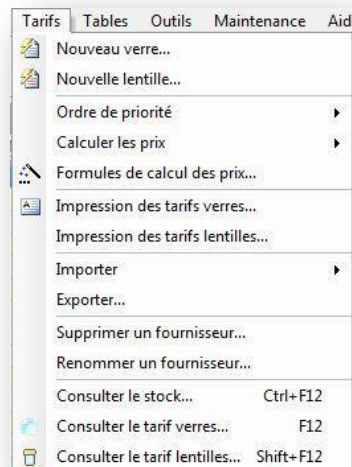 Tarifs Tables Outils Maintenance Aid
Nouveau verre...
Nouvelle lentille...
Ordre de priorité
Calculer les prix
Formules de calcul des prix...
Impression des tarifs verres...
Impression des tarifs lentilles...
Importer
Exporter...
Supprimer un fournisseur...
Renommer un fournisseur...
Consulter le stock... Ctrl+F12
Consulter le tarif verres... F12
Consulter le tarif lentilles... Shift+F12